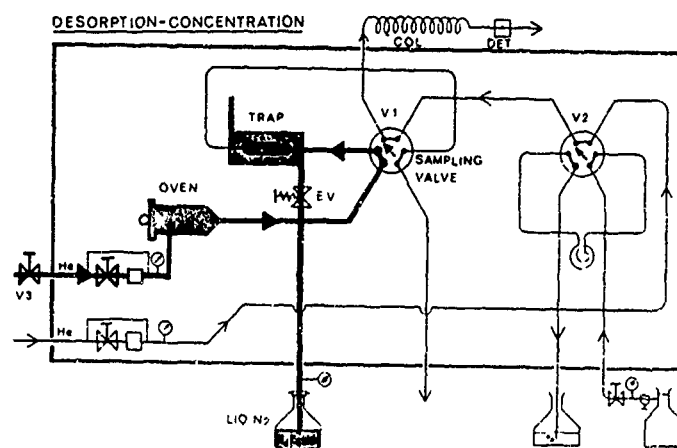 DESORPTION-CONCENTRATION
COL
DET
V1
V2
TRAP
SAMPLING
VALVE
OVEN
EV
He
V3
He
LIQ N2